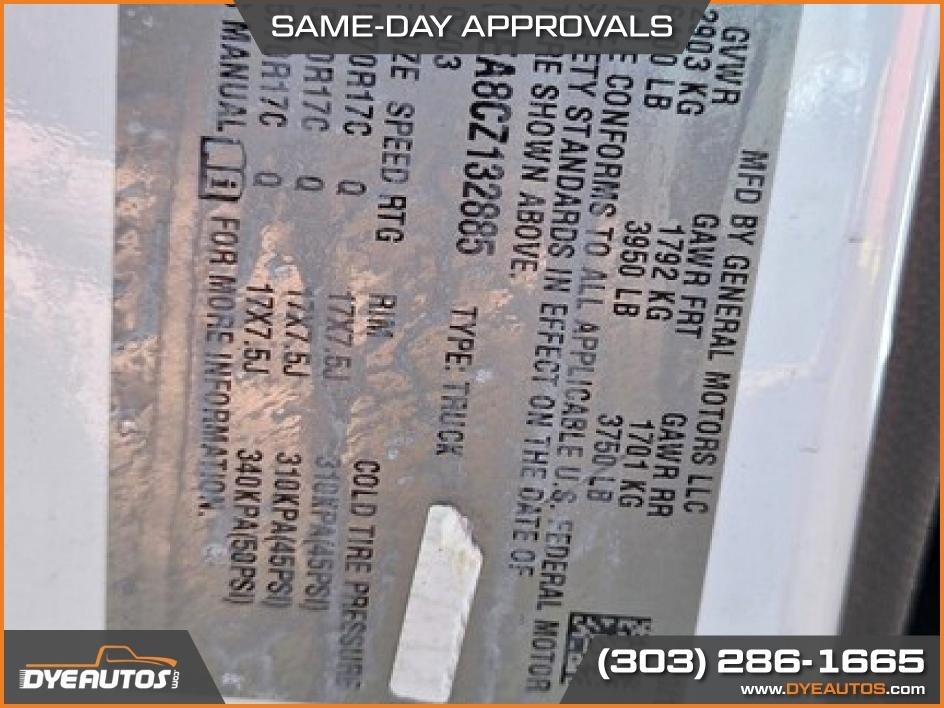 SAME-DAY APPROVALS
MFD BY GENERAL MOTORS LLC
GVWR GAWR FRT GAWR RR
2903 KG 1792 KG 1701 KG
LB 3950 LB 3750 LB
CONFORMS TO ALL APPLICABLE U.S. FEDERAL MOTOR
ETY STANDARDS IN EFFECT ON THE DATE OF
SHOWN ABOVE.
A8CZ132885 TYPE: TRUCK
03
ZE SPEED RTG RIM COLD TIRE PRESSURE
70R17C Q 17X7.5J 310KPA(45PSI)
0R17C Q 17X7.5J 310KPA(45PSI)
R17C Q 17X7.5J 340KPA(50PSI)
MANUAL i FOR MORE INFORMATION.
DYEAUTOS.com
(303) 286-1665
www.DYEAUTOS.com